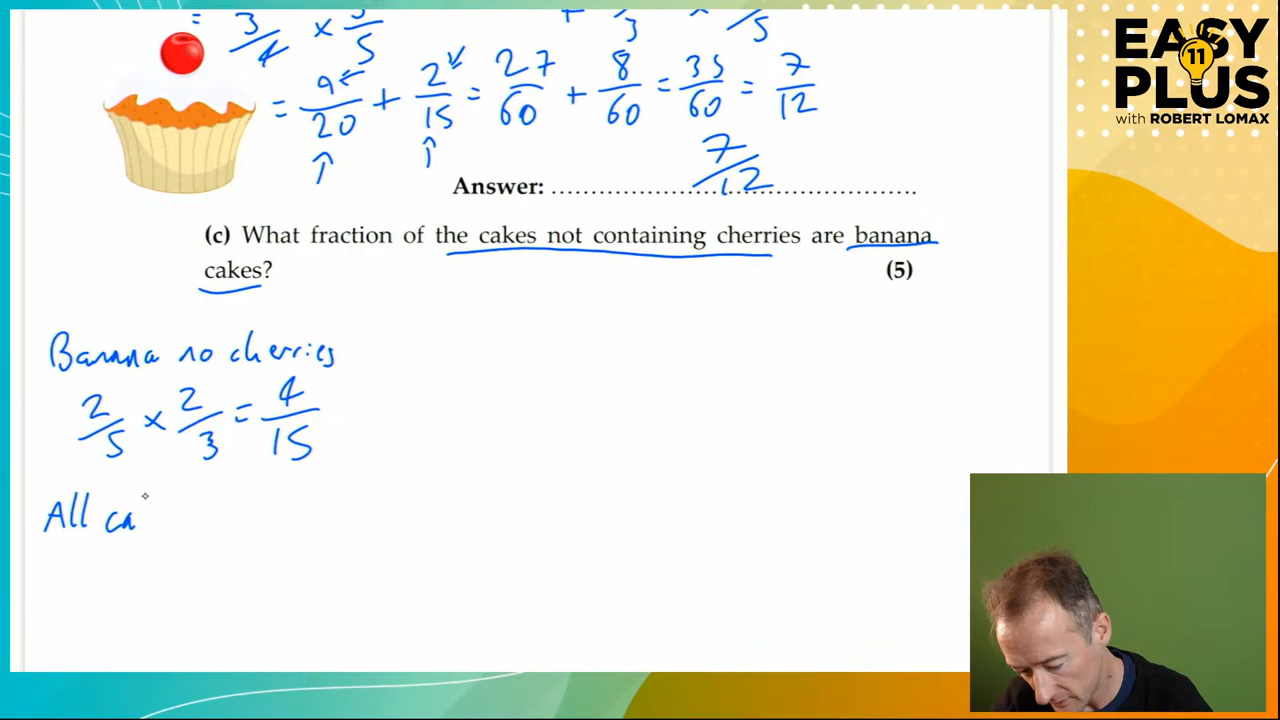 = 3/4 × 3/5 + /3 × /5
= 9/20 + 2/15 = 27/60 + 8/60 = 35/60 = 7/12
7/12
Answer: ..........................................
(c) What fraction of the cakes not containing cherries are banana
cakes? (5)
Banana no cherries
2/5 × 2/3 = 4/15
All ca
EASY
11
PLUS
with ROBERT LOMAX